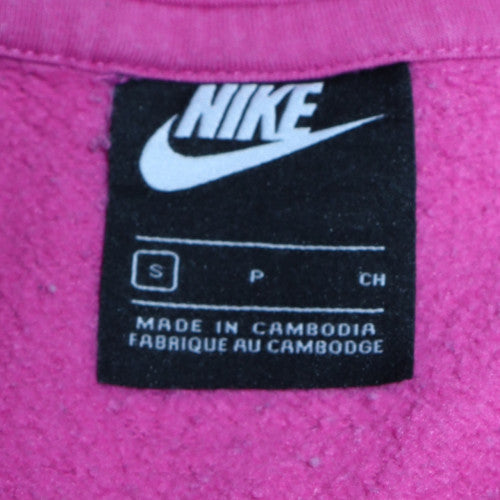 NIKE
S P CH
MADE IN CAMBODIA
FABRIQUE AU CAMBODGE